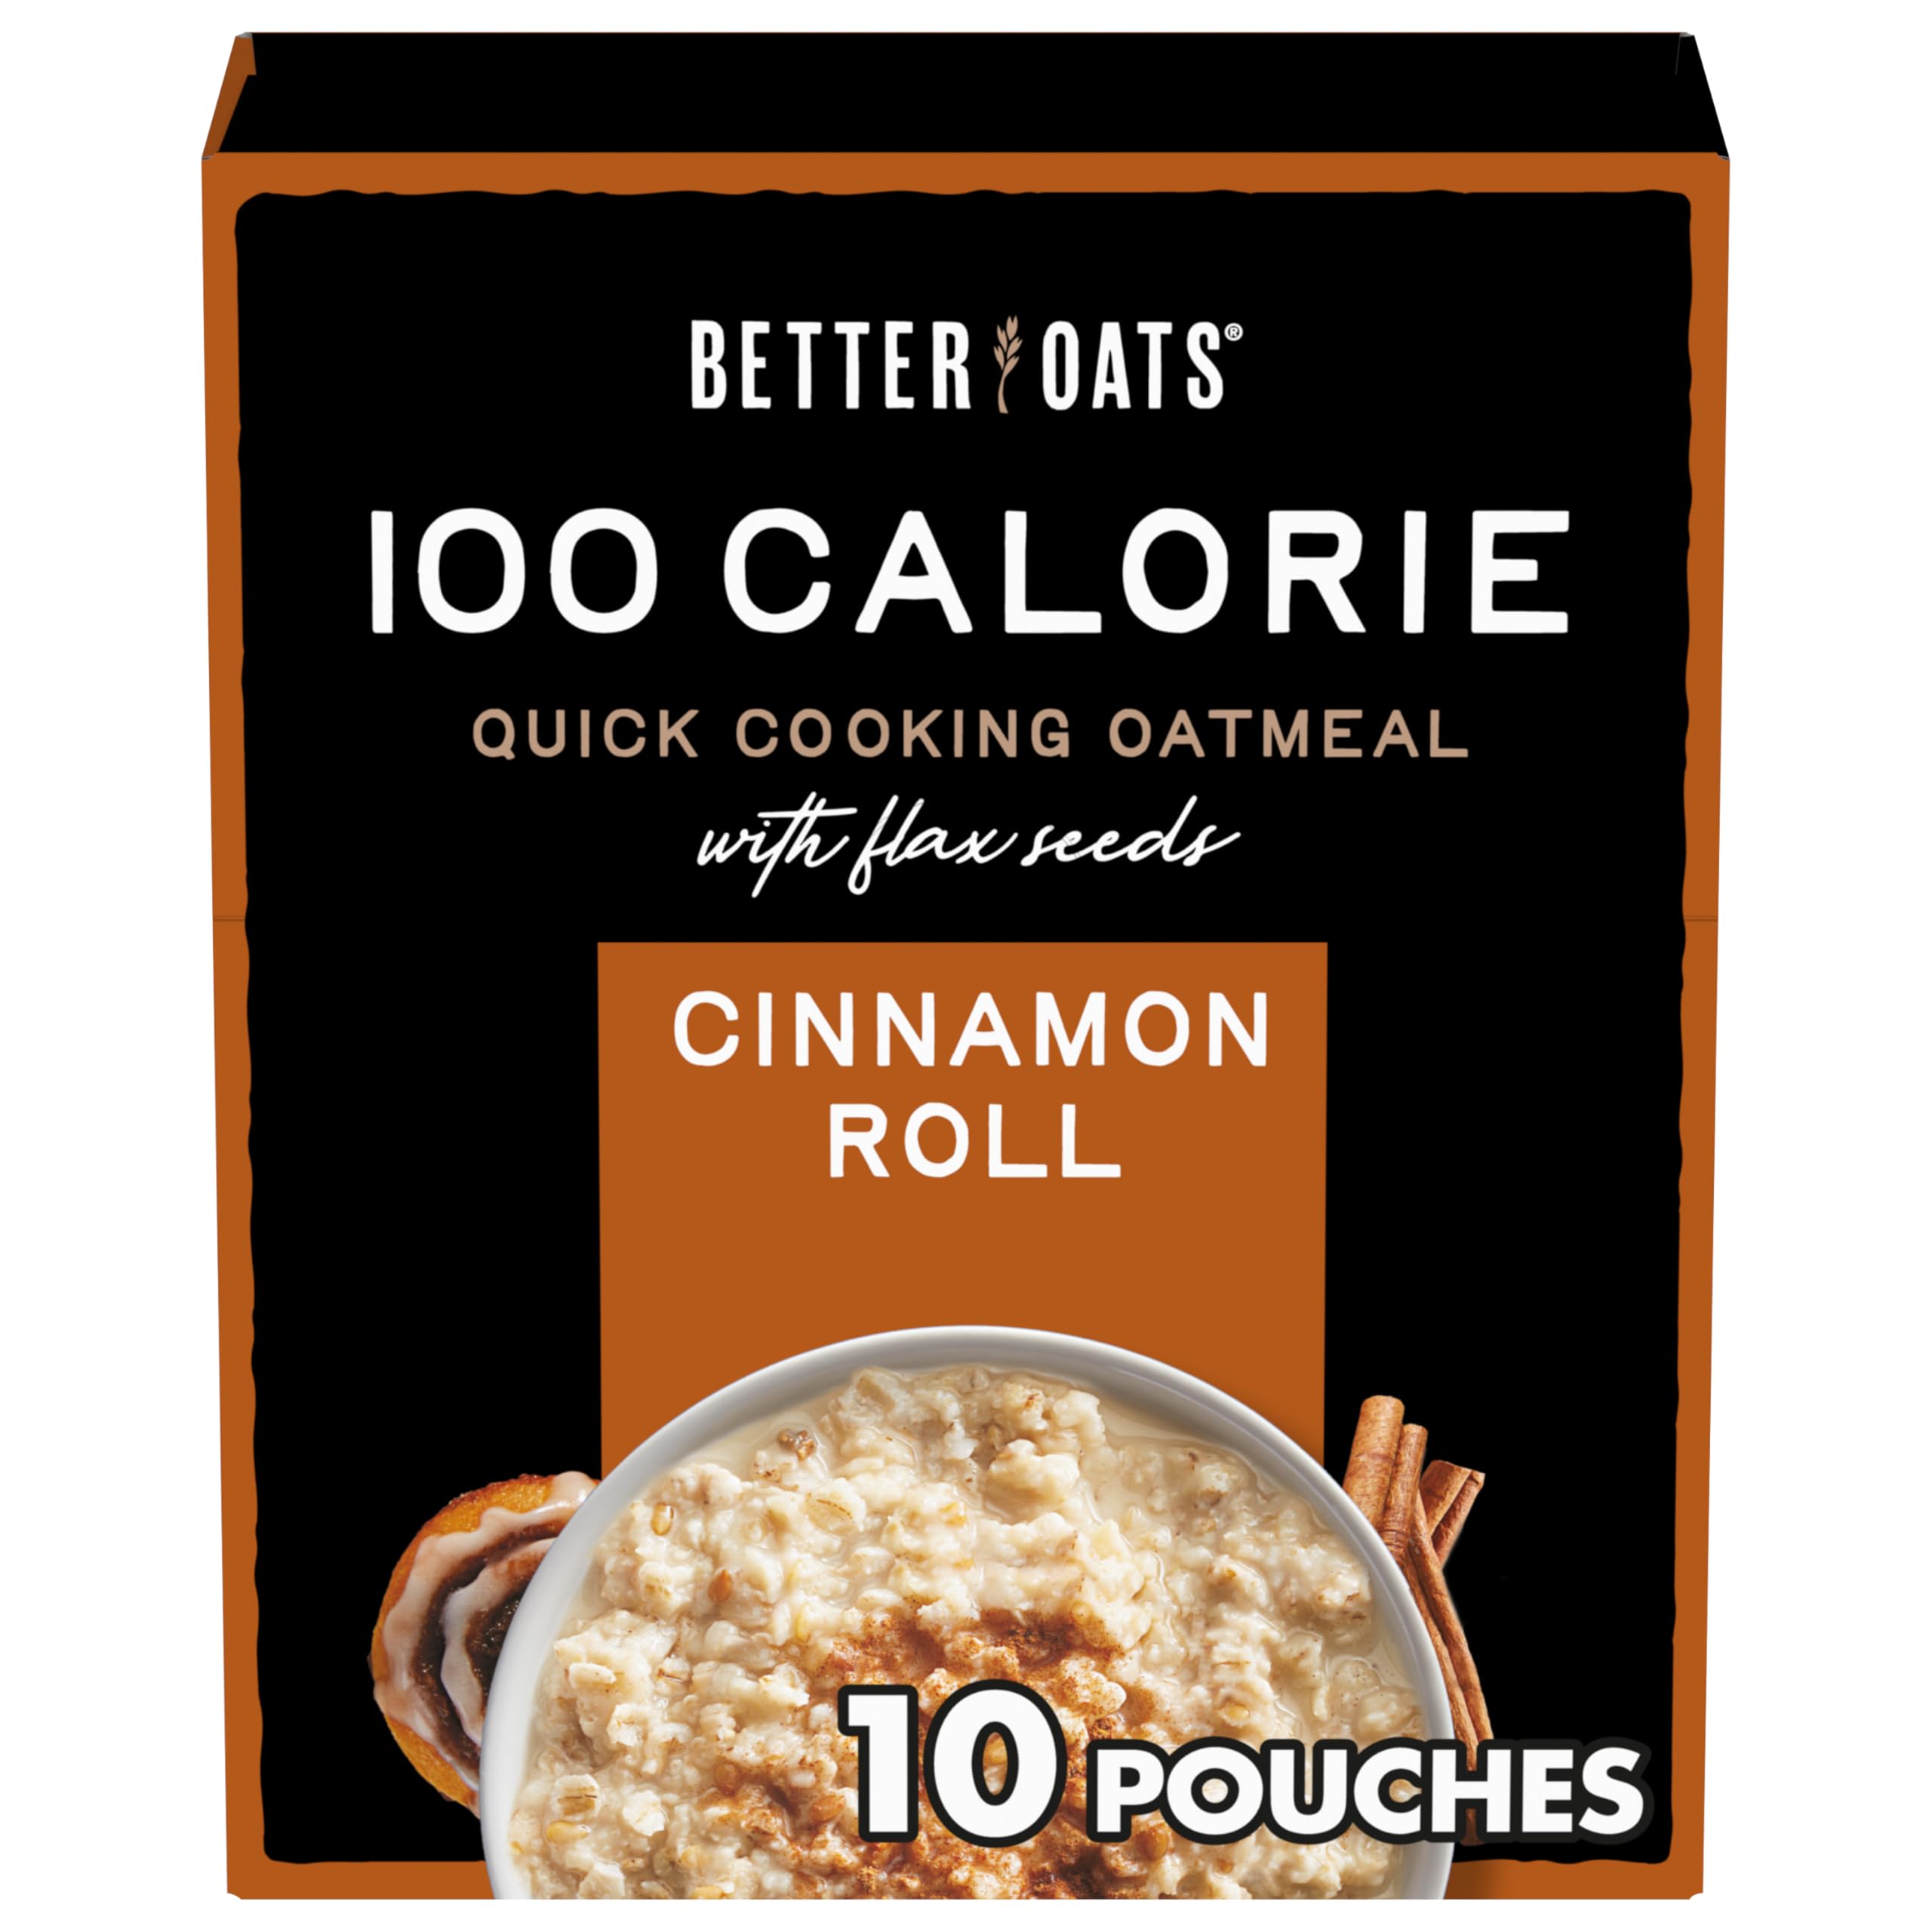 BETTER OATS®
100 CALORIE
QUICK COOKING OATMEAL
with flax seeds
CINNAMON
ROLL
10 POUCHES